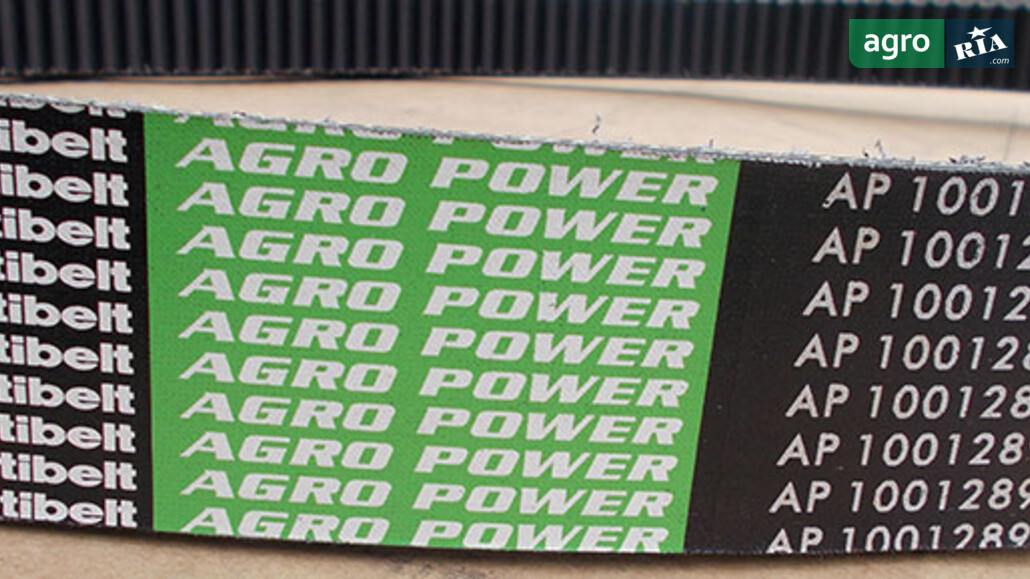 agro RIA .com
tibelt AGRO POWER AP 1001
tibelt AGRO POWER AP 10012
tibelt AGRO POWER AP 10012
tibelt AGRO POWER AP 100128
tibelt AGRO POWER AP 100128
tibelt AGRO POWER AP 1001289
tibelt AGRO POWER AP 1001289
tibelt AGRO POWER AP 1001289
tibelt AGRO POWER
tibelt AGRO POWER